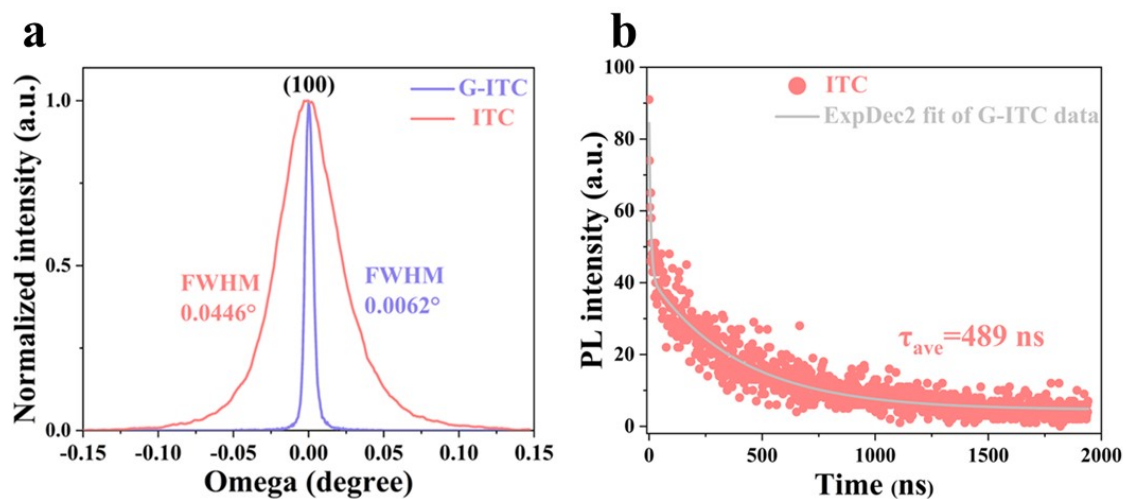 a
Normalized intensity (a.u.)
1.0
0.5
0.0
(100)
G-ITC
ITC
FWHM
0.0446°
FWHM
0.0062°
-0.15 -0.10 -0.05 0.00 0.05 0.10 0.15
Omega (degree)
b
PL intensity (a.u.)
100
80
60
40
20
0
ITC
ExpDec2 fit of G-ITC data
τave=489 ns
0 500 1000 1500 2000
Time (ns)